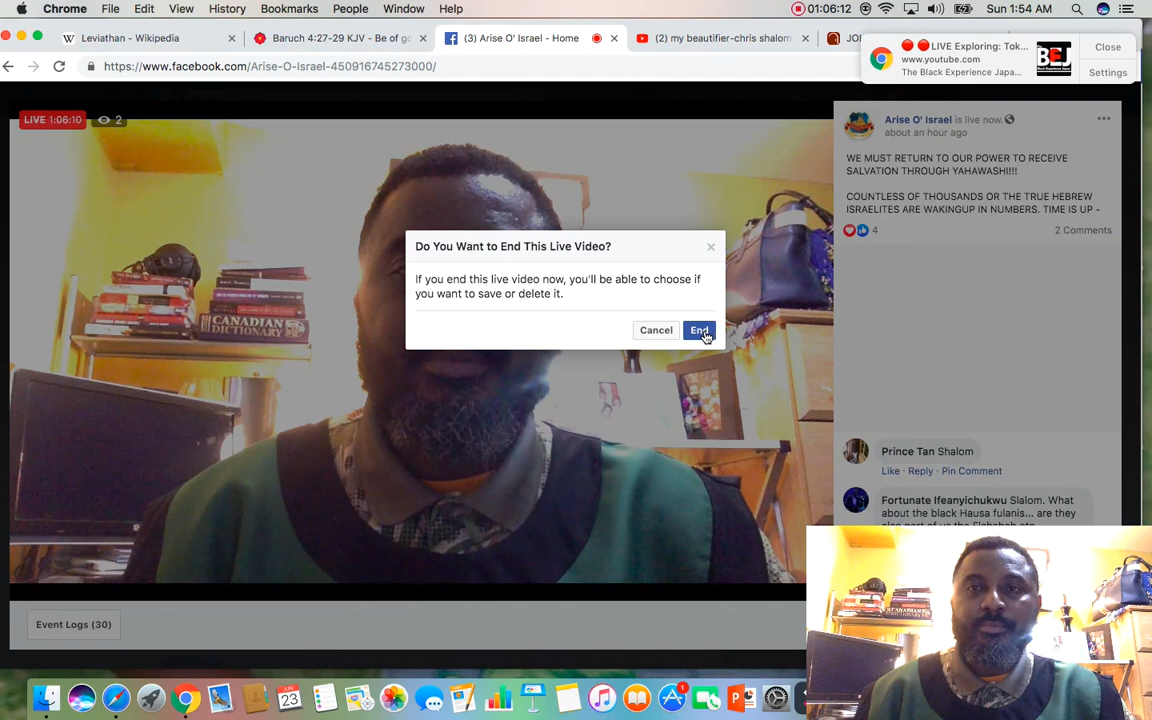 Chrome File Edit View History Bookmarks People Window Help 01:06:12 Sun 1:54 AM
Leviathan - Wikipedia
Baruch 4:27-29 KJV - Be of go
(3) Arise O' Israel - Home
(2) my beautifier-chris shalom
https://www.facebook.com/Arise-O-Israel-450916745273000/
LIVE Exploring: Tok...
www.youtube.com
The Black Experience Japa...
BEJ
Close
Settings
LIVE 1:06:10
2
Arise O' Israel is live now.
about an hour ago
WE MUST RETURN TO OUR POWER TO RECEIVE
SALVATION THROUGH YAHAWASHI!!!
COUNTLESS OF THOUSANDS OR THE TRUE HEBREW
ISRAELITES ARE WAKINGUP IN NUMBERS. TIME IS UP -
4
2 Comments
Do You Want to End This Live Video?
If you end this live video now, you'll be able to choose if
you want to save or delete it.
Cancel
End
CANADIAN
DICTIONARY
Prince Tan Shalom
Like · Reply · Pin Comment
Fortunate Ifeanyichukwu Slalom. What
about the black Hausa fulanis... are they
Event Logs (30)
JUN
23
1